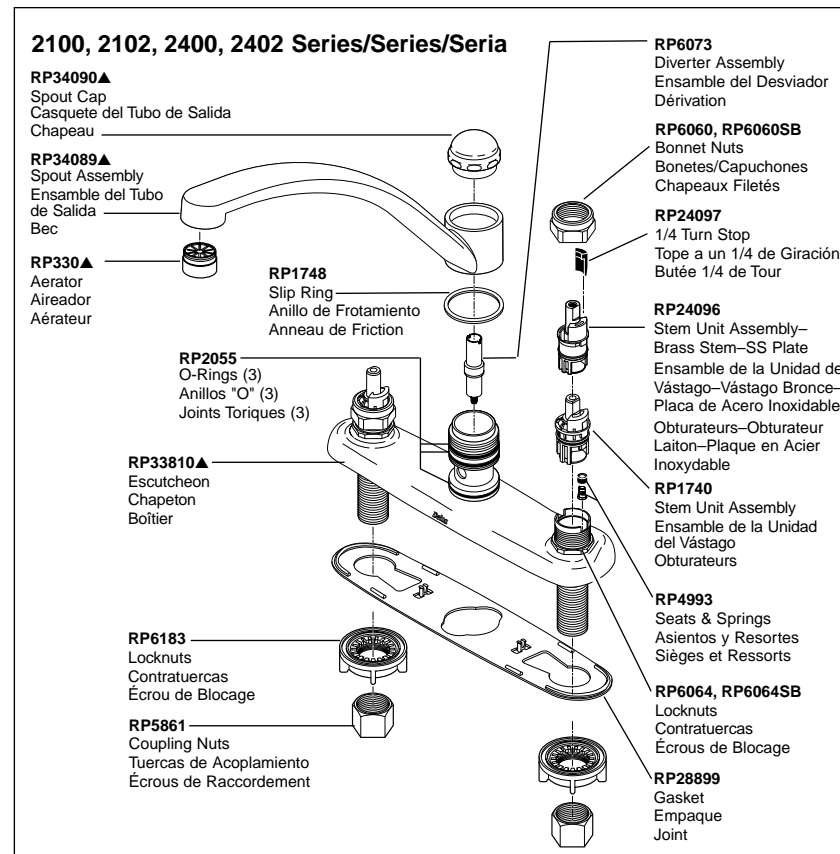 2100, 2102, 2400, 2402 Series/Series/Seria
RP34090▲
Spout Cap
Casquete del Tubo de Salida
Chapeau
RP34089▲
Spout Assembly
Ensamble del Tubo
de Salida
Bec
RP330▲
Aerator
Aireador
Aérateur
RP1748
Slip Ring
Anillo de Frotamiento
Anneau de Friction
RP2055
O-Rings (3)
Anillos "O" (3)
Joints Toriques (3)
RP33810▲
Escutcheon
Chapeton
Boîtier
Delta
RP6183
Locknuts
Contratuercas
Écrou de Blocage
RP5861
Coupling Nuts
Tuercas de Acoplamiento
Écrous de Raccordement
RP6073
Diverter Assembly
Ensamble del Desviador
Dérivation
RP6060, RP6060SB
Bonnet Nuts
Bonetes/Capuchones
Chapeaux Filetés
RP24097
1/4 Turn Stop
Tope a un 1/4 de Giración
Butée 1/4 de Tour
RP24096
Stem Unit Assembly–
Brass Stem–SS Plate
Ensamble de la Unidad de
Vástago–Vástago Bronce–
Placa de Acero Inoxidable
Obturateurs–Obturateur
Laiton–Plaque en Acier
Inoxydable
RP1740
Stem Unit Assembly
Ensamble de la Unidad
del Vástago
Obturateurs
RP4993
Seats & Springs
Asientos y Resortes
Sièges et Ressorts
RP6064, RP6064SB
Locknuts
Contratuercas
Écrous de Blocage
RP28899
Gasket
Empaque
Joint